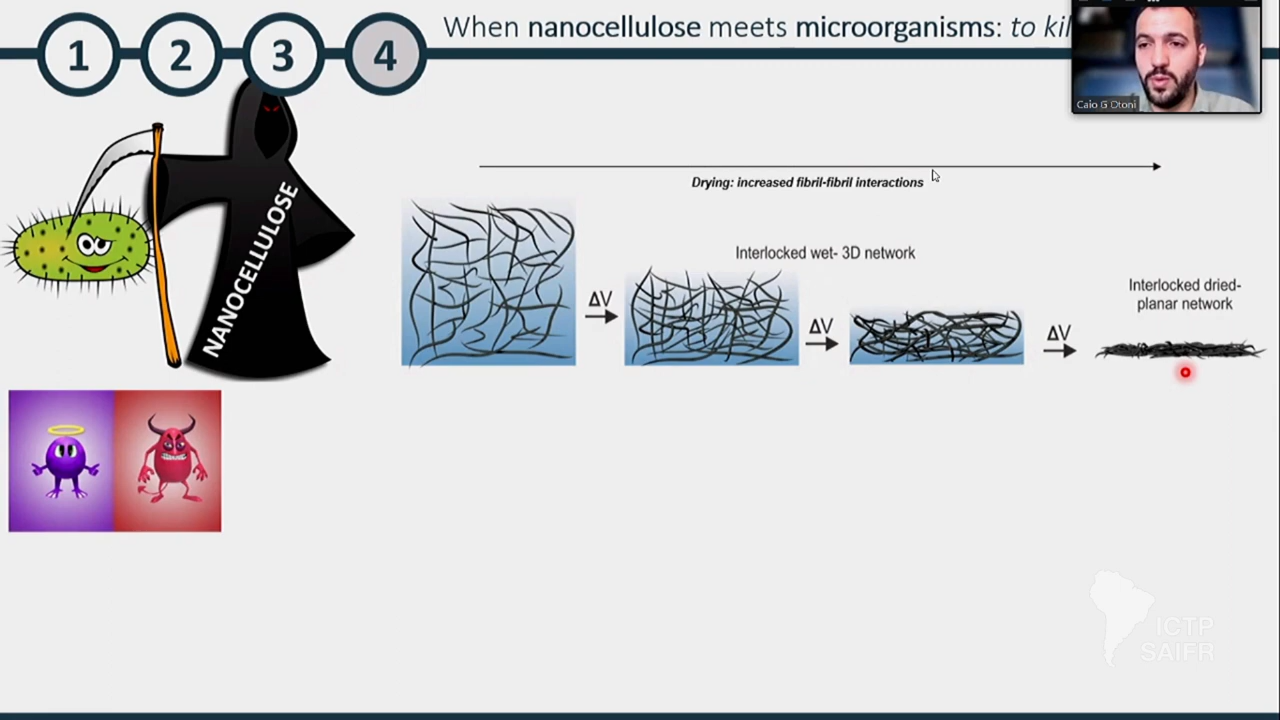 1 2 3 4
When nanocellulose meets microorganisms: to
Caio G Otoni
Drying: increased fibril-fibril interactions
NANOCELLULOSE
Interlocked wet- 3D network
Interlocked dried-
planar network
ΔV
ΔV
ΔV
ICTP
SAIFR